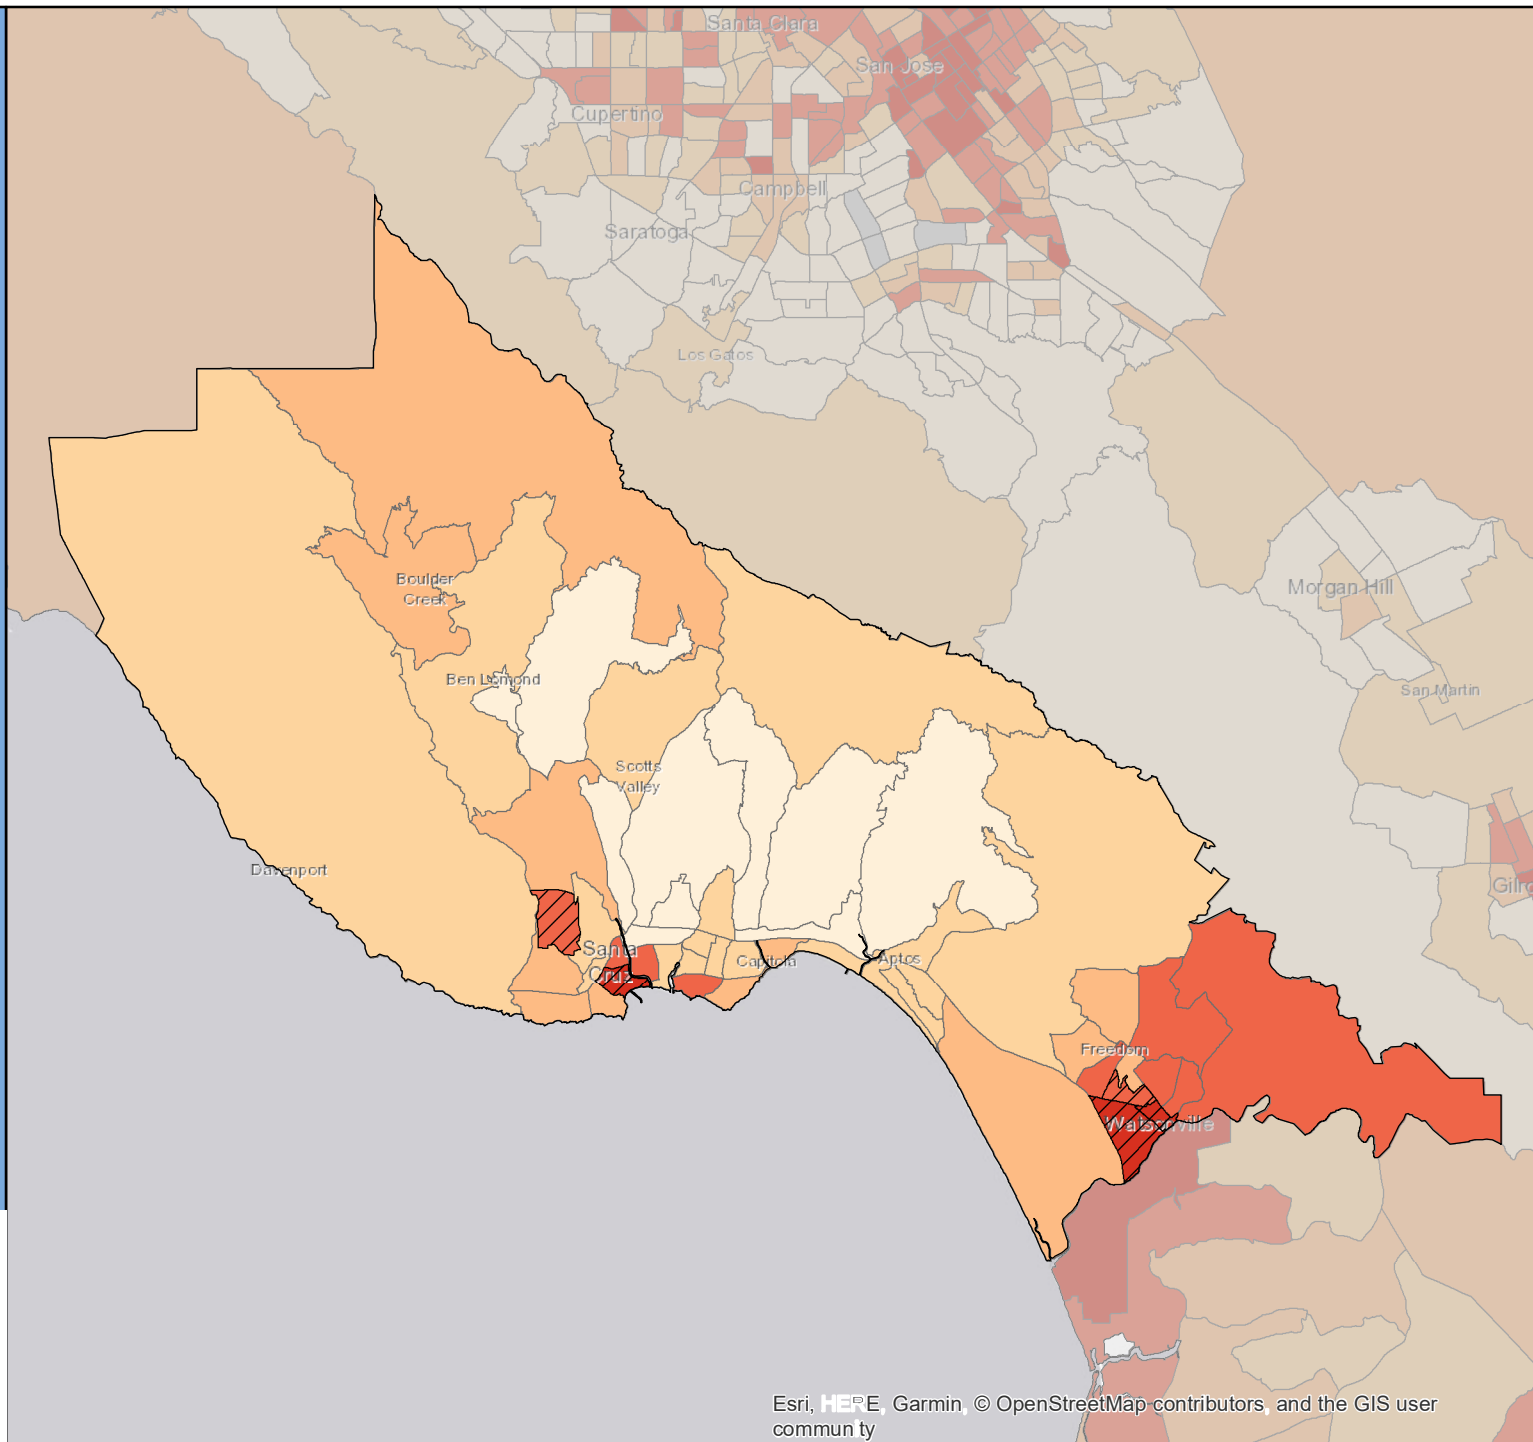 Santa Clara
San Jose
Cupertino
Campbell
Saratoga
Los Gatos
Morgan Hill
Boulder
Creek
Ben Lomond
San Martin
Scotts
Valley
Davenport
Santa
Cruz
Capitola
Aptos
Freedom
Watsonville
Esri, HERE, Garmin, © OpenStreetMap contributors, and the GIS user
community